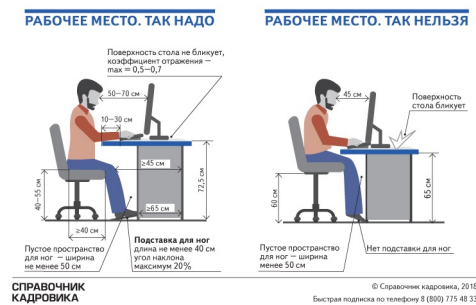 РАБОЧЕЕ МЕСТО. ТАК НАДО
Поверхность стола не бликует,
коэффициент отражения —
max = 0,5–0,7
50–70 см
10–30 см
≥45 см
72,5 см
40–55 см
≥65 см
≥40 см
Пустое пространство
для ног — ширина
не менее 50 см
Подставка для ног
длина не менее 40 см
угол наклона
максимум 20%
РАБОЧЕЕ МЕСТО. ТАК НЕЛЬЗЯ
45 см
Поверхность
стола бликует
65 см
60 см
Пустое пространство
для ног — ширина
не менее 50 см
Нет подставки для ног
СПРАВОЧНИК
КАДРОВИКА
© Справочник кадровика, 2015
Быстрая подписка по телефону 8 (800) 775 48 33